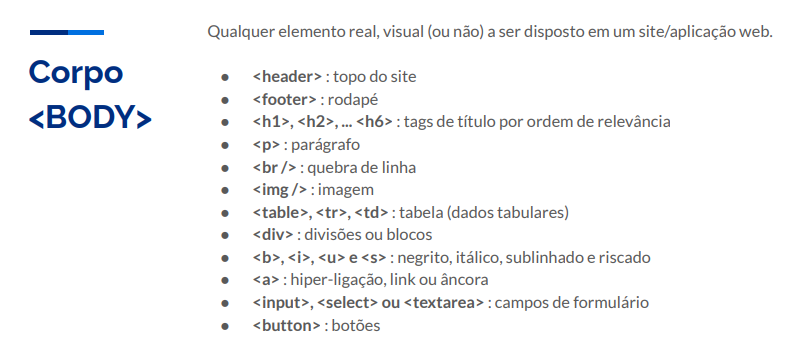 Corpo
<BODY>
Qualquer elemento real, visual (ou não) a ser disposto em um site/aplicação web.
● <header> : topo do site
● <footer> : rodapé
● <h1>, <h2>, ... <h6> : tags de título por ordem de relevância
● <p> : parágrafo
● <br /> : quebra de linha
● <img /> : imagem
● <table>, <tr>, <td> : tabela (dados tabulares)
● <div> : divisões ou blocos
● <b>, <i>, <u> e <s> : negrito, itálico, sublinhado e riscado
● <a> : hiper-ligação, link ou âncora
● <input>, <select> ou <textarea> : campos de formulário
● <button> : botões